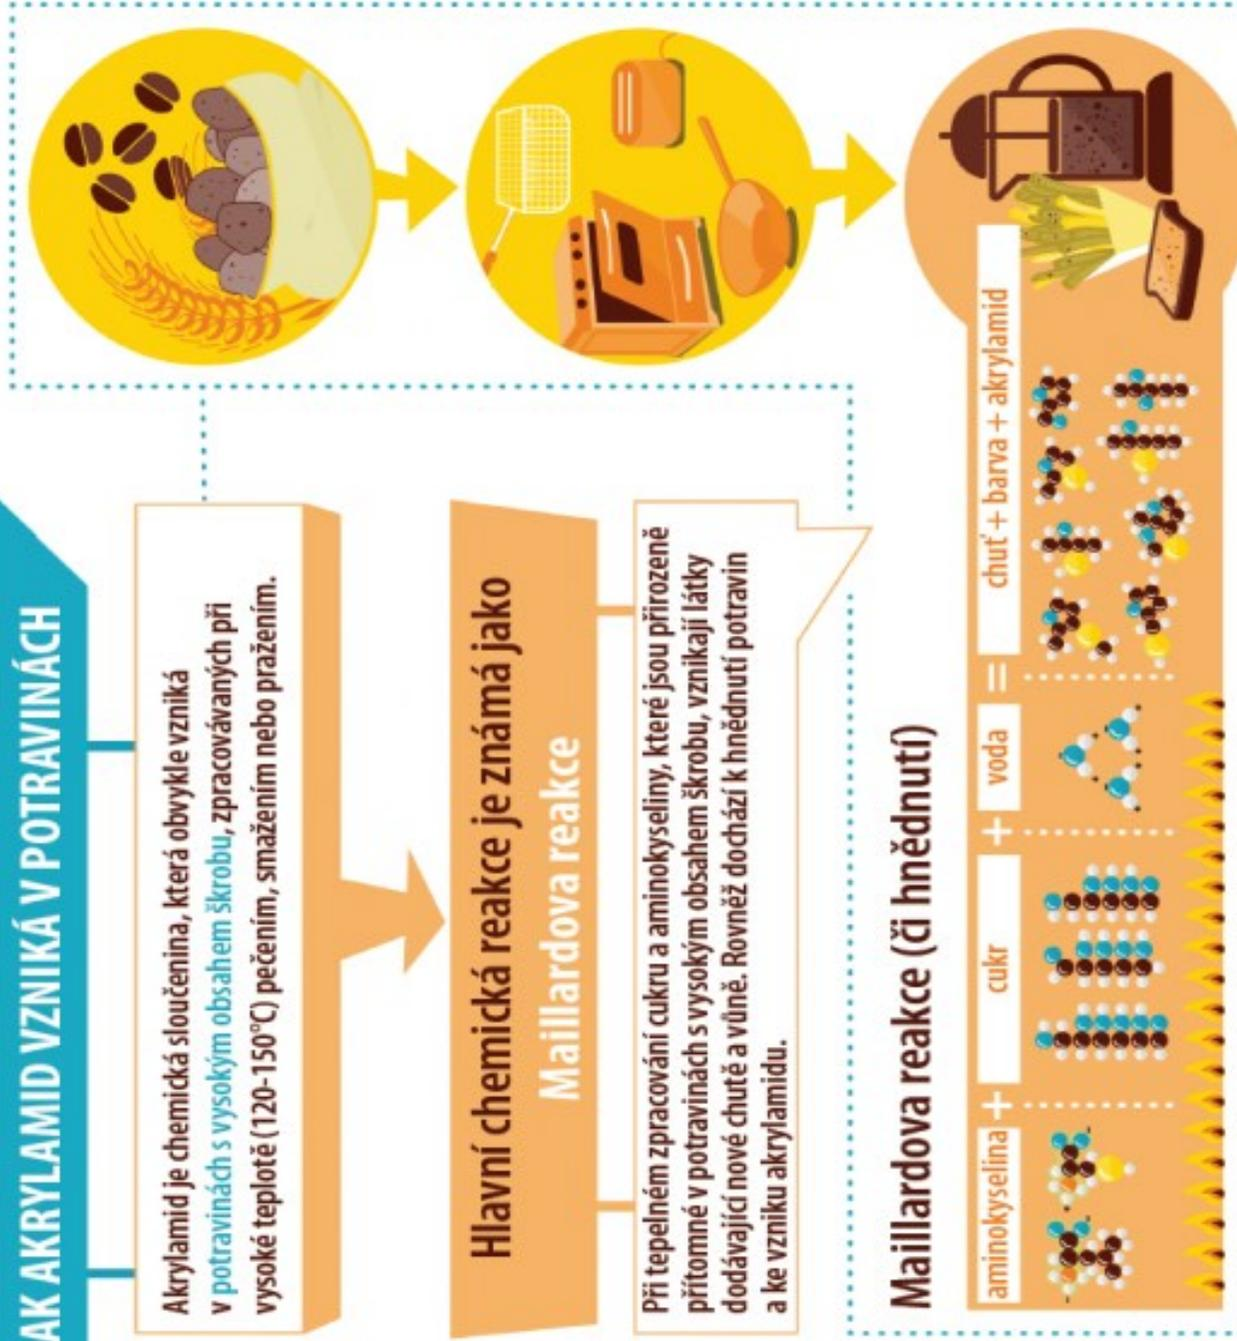 AK AKRYLAMID VZNIKÁ V POTRAVINÁCH
Akrylamid je chemická sloučenina, která obvykle vzniká
v potravinách s vysokým obsahem škrobu, zpracovávaných při
vysoké teplotě (120-150°C) pečením, smažením nebo pražením.
Hlavní chemická reakce je známá jako
Maillardova reakce
Při tepelném zpracování cukru a aminokyseliny, které jsou přirozeně
přítomné v potravinách s vysokým obsahem škrobu, vznikají látky
dodávající nové chutě a vůně. Rovněž dochází k hnědnutí potravin
a ke vzniku akrylamidu.
Maillardova reakce (či hnědnutí)
aminokyselina + cukr + voda = chuť + barva + akrylamid